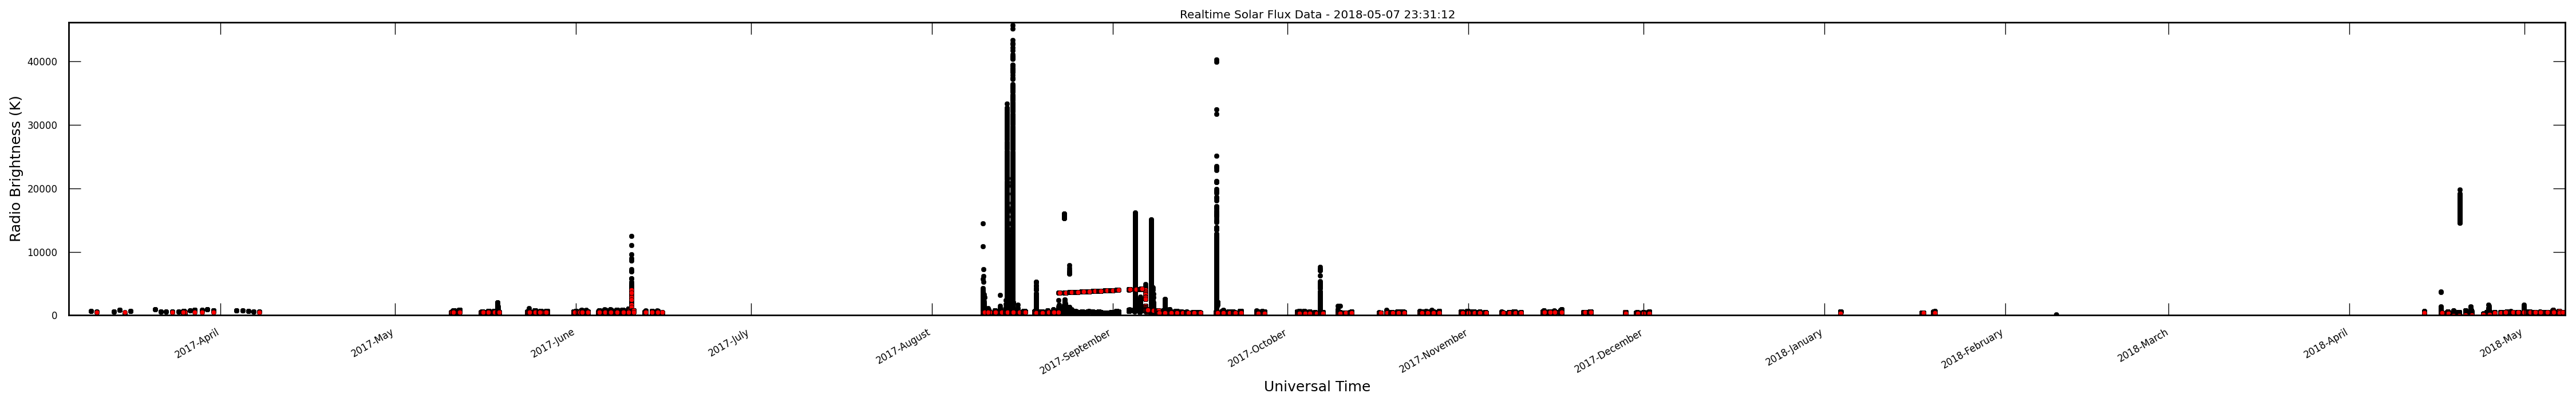 Realtime Solar Flux Data - 2018-05-07 23:31:12
Radio Brightness (K)
40000
30000
20000
10000
0
2017-April
2017-May
2017-June
2017-July
2017-August
2017-September
2017-October
2017-November
2017-December
2018-January
2018-February
2018-March
2018-April
2018-May
Universal Time